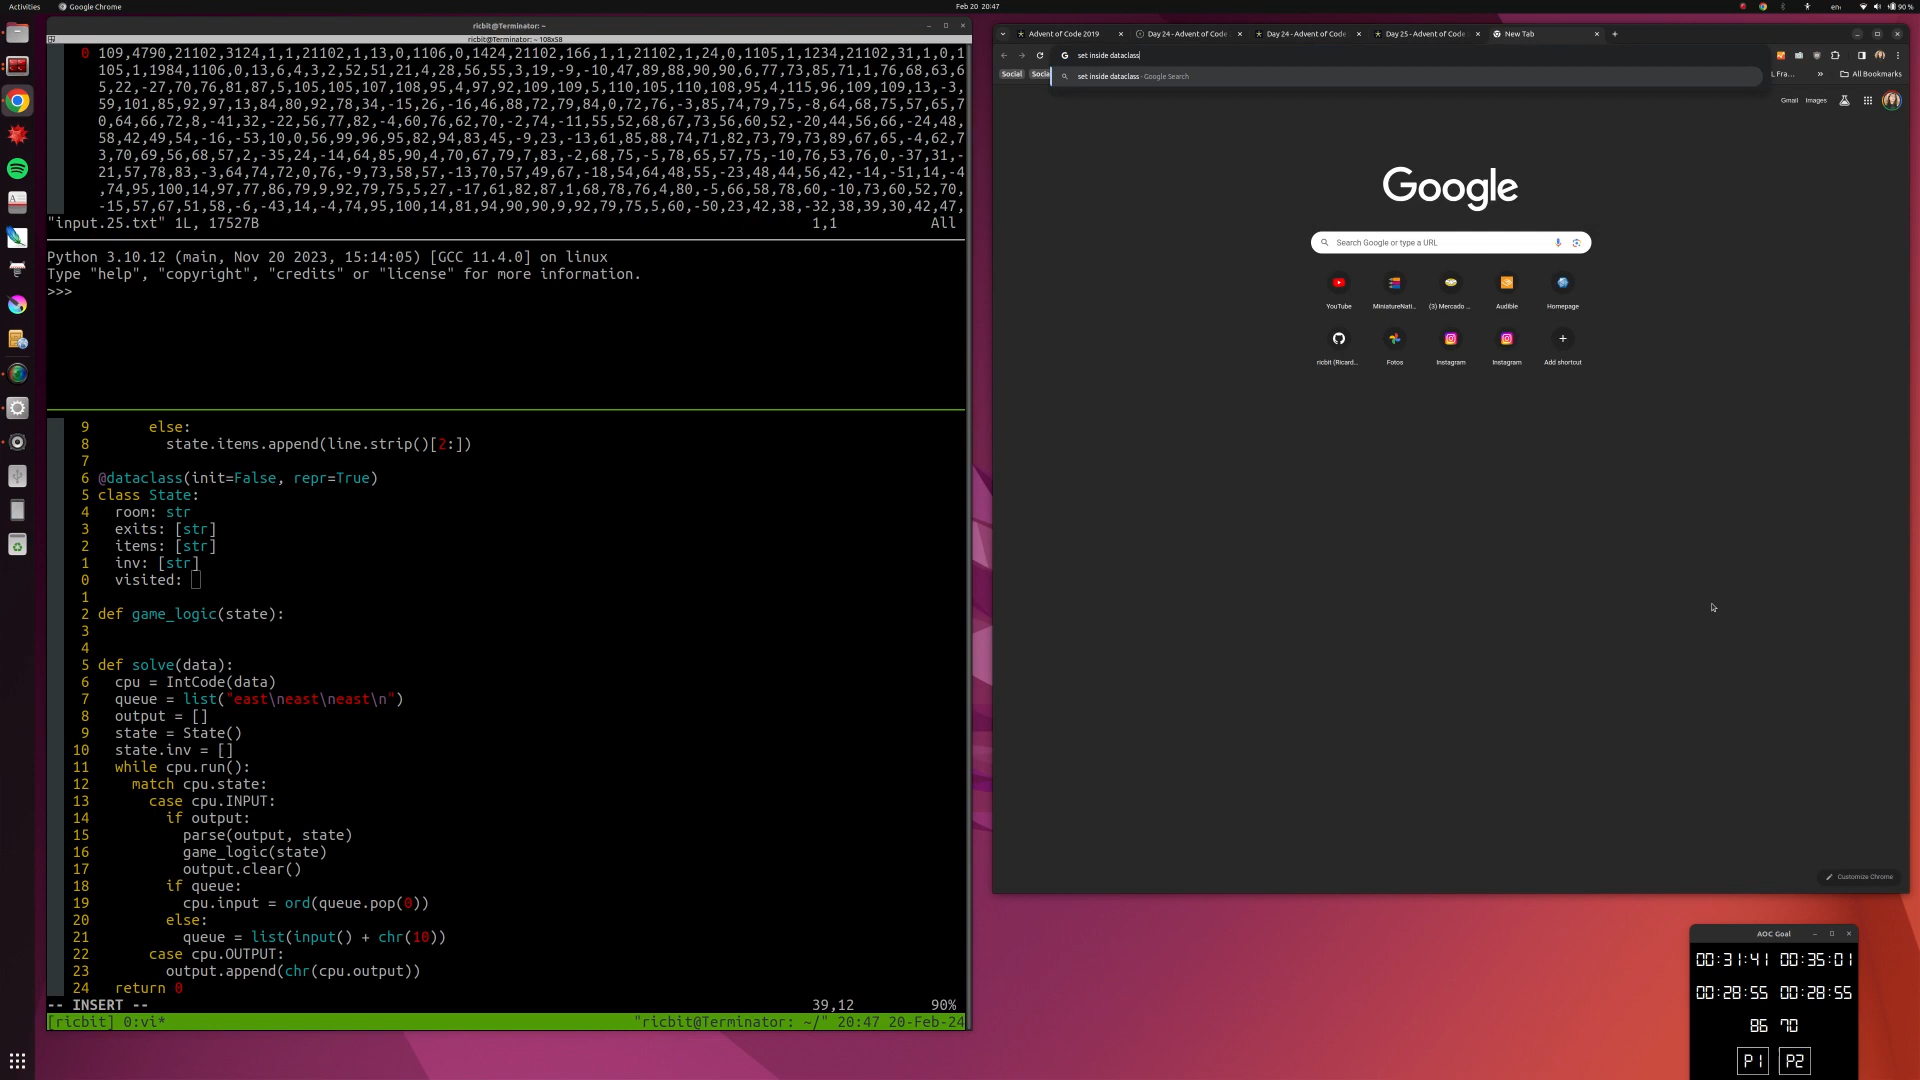 Activities
Google Chrome
Feb 20 20:47
en
90 %
ricbit@Terminator: ~
ricbit@Terminator: ~ 108x58
0 109,4790,21102,3124,1,1,21102,1,13,0,1106,0,1424,21102,166,1,1,21102,1,24,0,1105,1,1234,21102,31,1,0,1
105,1,1984,1106,0,13,6,4,3,2,52,51,21,4,28,56,55,3,19,-9,-10,47,89,88,90,90,6,77,73,85,71,1,76,68,63,6
5,22,-27,70,76,81,87,5,105,105,107,108,95,4,97,92,109,109,5,110,105,110,108,95,4,115,96,109,109,13,-3,
59,101,85,92,97,13,84,80,92,78,34,-15,26,-16,46,88,72,79,84,0,72,76,-3,85,74,79,75,-8,64,68,75,57,65,7
0,64,66,72,8,-41,32,-22,56,77,82,-4,60,76,62,70,-2,74,-11,55,52,68,67,73,56,60,52,-20,44,56,66,-24,48,
58,42,49,54,-16,-53,10,0,56,99,96,95,82,94,83,45,-9,23,-13,61,85,88,74,71,82,73,79,73,89,67,65,-4,62,7
3,70,69,56,68,57,2,-35,24,-14,64,85,90,4,70,67,79,7,83,-2,68,75,-5,78,65,57,75,-10,76,53,76,0,-37,31,-
21,57,78,83,-3,64,74,72,0,76,-9,73,58,57,-13,70,57,49,67,-18,54,64,48,55,-23,48,44,56,42,-14,-51,14,-4
,74,95,100,14,97,77,86,79,9,92,79,75,5,27,-17,61,82,87,1,68,78,76,4,80,-5,66,58,78,60,-10,73,60,52,70,
-15,57,67,51,58,-6,-43,14,-4,74,95,100,14,81,94,90,90,9,92,79,75,5,60,-50,23,42,38,-32,38,39,30,42,47,
"input.25.txt" 1L, 17527B 1,1 All
Python 3.10.12 (main, Nov 20 2023, 15:14:05) [GCC 11.4.0] on linux
Type "help", "copyright", "credits" or "license" for more information.
>>>
9 else:
8 state.items.append(line.strip()[2:])
7
6 @dataclass(init=False, repr=True)
5 class State:
4 room: str
3 exits: [str]
2 items: [str]
1 inv: [str]
0 visited:
1
2 def game_logic(state):
3
4
5 def solve(data):
6 cpu = IntCode(data)
7 queue = list("east\neast\neast\n")
8 output = []
9 state = State()
10 state.inv = []
11 while cpu.run():
12 match cpu.state:
13 case cpu.INPUT:
14 if output:
15 parse(output, state)
16 game_logic(state)
17 output.clear()
18 if queue:
19 cpu.input = ord(queue.pop(0))
20 else:
21 queue = list(input() + chr(10))
22 case cpu.OUTPUT:
23 output.append(chr(cpu.output))
24 return 0
-- INSERT -- 39,12 90%
[ricbit] 0:vi* "ricbit@Terminator: ~/" 20:47 20-Feb-24
Advent of Code 2019
Day 24 - Advent of Code
Day 24 - Advent of Code
Day 25 - Advent of Code
New Tab
set inside dataclass
Social
set inside dataclass - Google Search
All Bookmarks
Gmail Images
Google
Search Google or type a URL
YouTube MiniatureNati... (3) Mercado ... Audible Homepage
ricbit (Ricard... Fotos Instagram Instagram Add shortcut
Customize Chrome
AOC Goal
00:31:41 00:35:01
00:28:55 00:28:55
86 70
P1 P2